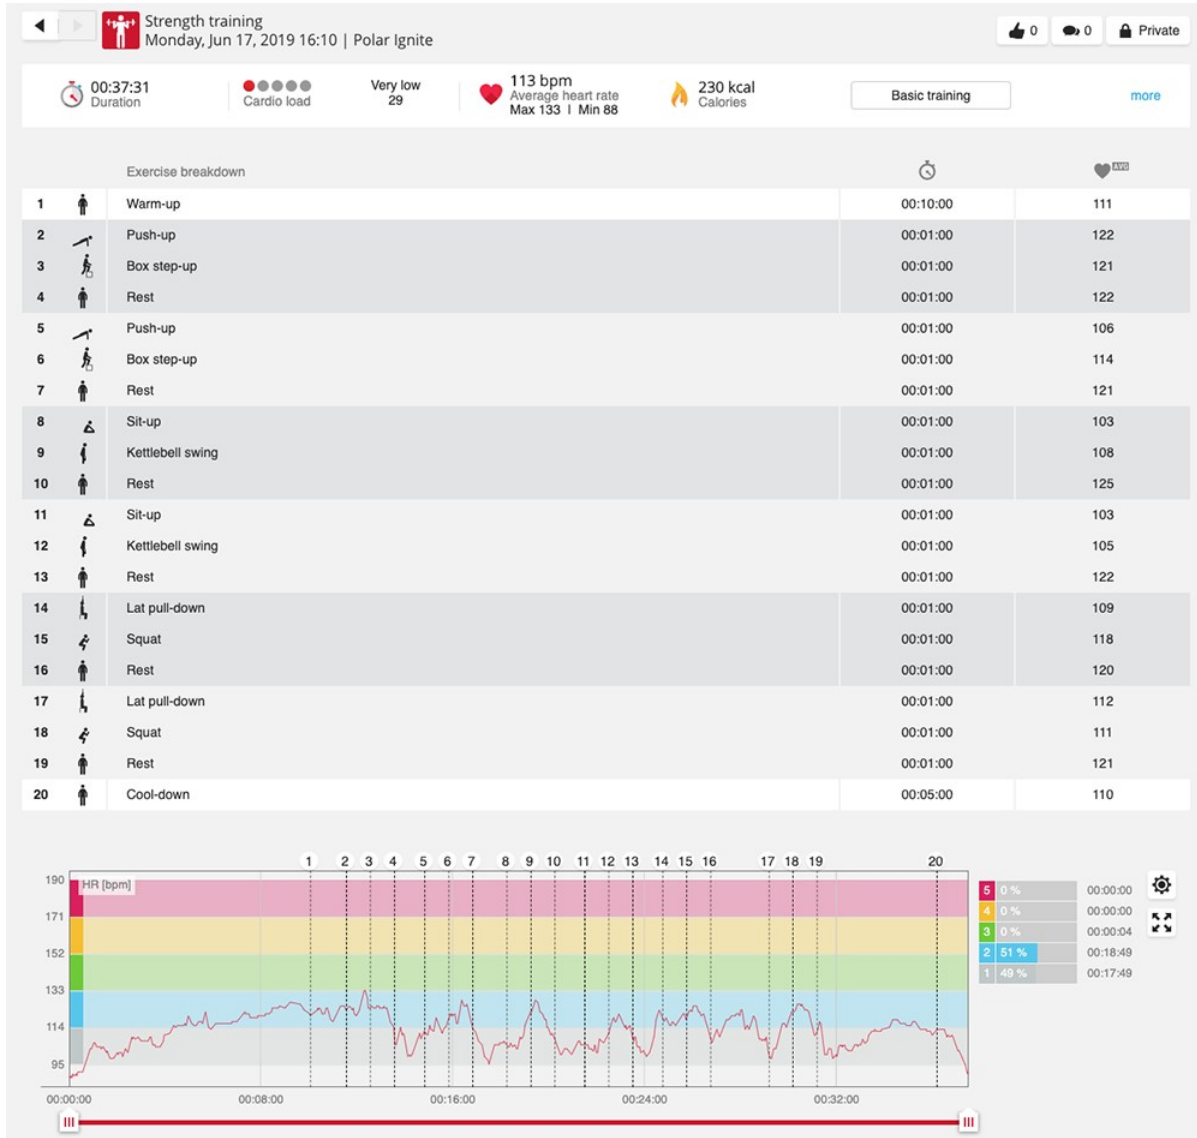 Strength training
Monday, Jun 17, 2019 16:10 | Polar Ignite
0 0 Private
00:37:31
Duration
Cardio load
Very low
29
113 bpm
Average heart rate
Max 133 | Min 88
230 kcal
Calories
Basic training
more
Exercise breakdown AVG
1 Warm-up 00:10:00 111
2 Push-up 00:01:00 122
3 Box step-up 00:01:00 121
4 Rest 00:01:00 122
5 Push-up 00:01:00 106
6 Box step-up 00:01:00 114
7 Rest 00:01:00 121
8 Sit-up 00:01:00 103
9 Kettlebell swing 00:01:00 108
10 Rest 00:01:00 125
11 Sit-up 00:01:00 103
12 Kettlebell swing 00:01:00 105
13 Rest 00:01:00 122
14 Lat pull-down 00:01:00 109
15 Squat 00:01:00 118
16 Rest 00:01:00 120
17 Lat pull-down 00:01:00 112
18 Squat 00:01:00 111
19 Rest 00:01:00 121
20 Cool-down 00:05:00 110
1 2 3 4 5 6 7 8 9 10 11 12 13 14 15 16 17 18 19 20
HR [bpm]
190
171
152
133
114
95
5 0 % 00:00:00
4 0 % 00:00:00
3 0 % 00:00:04
2 51 % 00:18:49
1 49 % 00:17:49
00:00:00 00:08:00 00:16:00 00:24:00 00:32:00